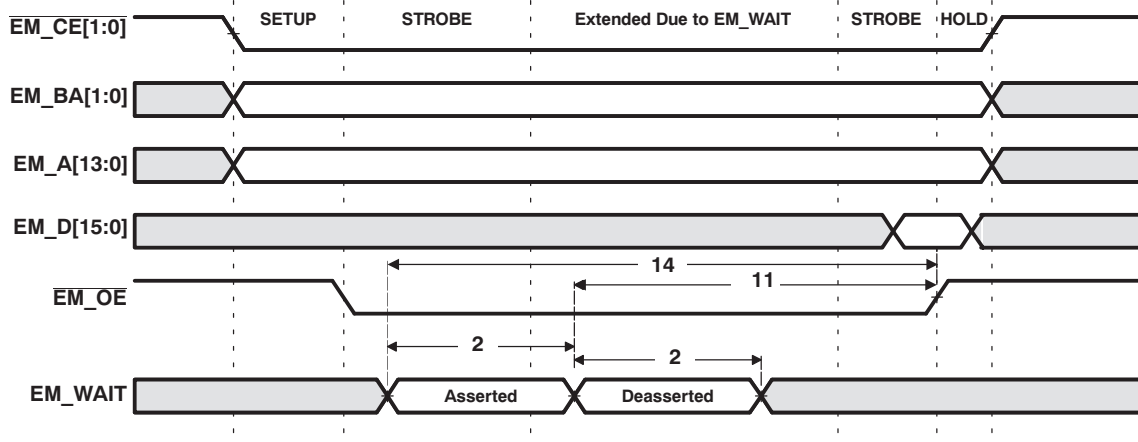 EM_CE[1:0] SETUP STROBE Extended Due to EM_WAIT STROBE HOLD
EM_BA[1:0]
EM_A[13:0]
EM_D[15:0]
14
11
EM_OE
2
2
EM_WAIT Asserted Deasserted